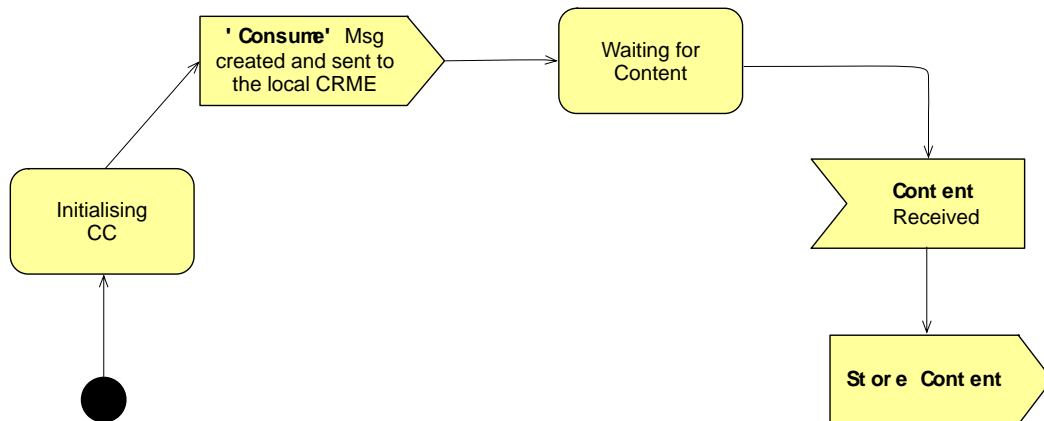 'Consume' Msg
created and sent to
the local CRME
Waiting for
Content
Initialising
CC
Content
Received
Store Content